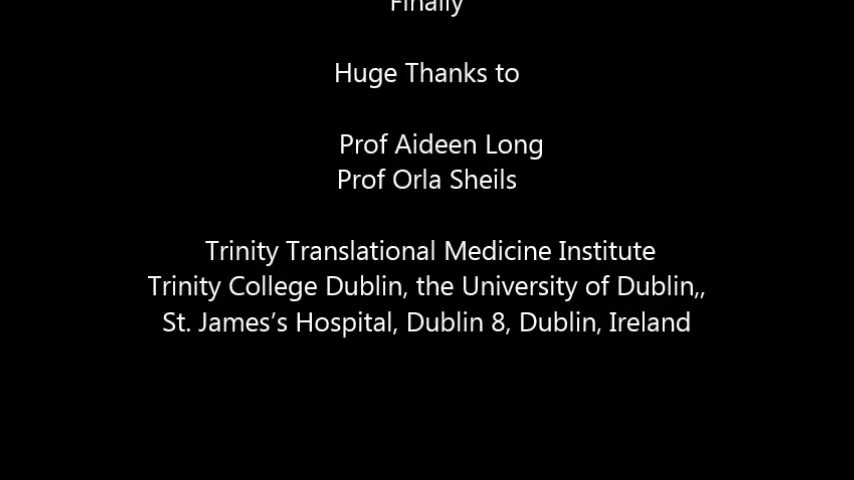 Finally
Huge Thanks to
Prof Aideen Long
Prof Orla Sheils
Trinity Translational Medicine Institute
Trinity College Dublin, the University of Dublin,,
St. James’s Hospital, Dublin 8, Dublin, Ireland